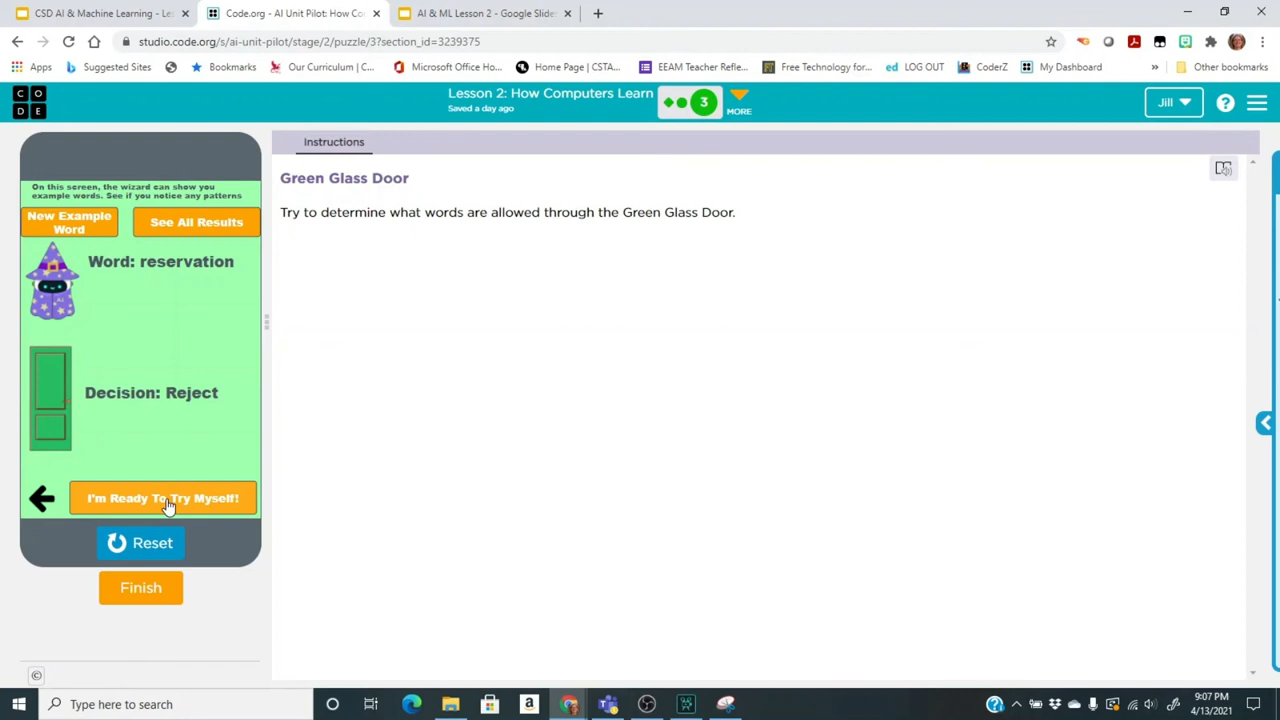 CSD AI & Machine Learning - Le
Code.org - AI Unit Pilot: How Co
AI & ML Lesson 2 - Google Slide
studio.code.org/s/ai-unit-pilot/stage/2/puzzle/3?section_id=3239375
Apps
Suggested Sites
Bookmarks
Our Curriculum | C...
Microsoft Office Ho...
Home Page | CSTA...
EEAM Teacher Refle...
Free Technology for...
ed LOG OUT
CoderZ
My Dashboard
»
Other bookmarks
C O
D E
Lesson 2: How Computers Learn
Saved a day ago
3
MORE
Jill
?
On this screen, the wizard can show you
example words. See if you notice any patterns
New Example
Word
See All Results
Word: reservation
Decision: Reject
I'm Ready To Try Myself!
Reset
Finish
©
Instructions
Green Glass Door
Try to determine what words are allowed through the Green Glass Door.
Type here to search
9:07 PM
4/13/2021